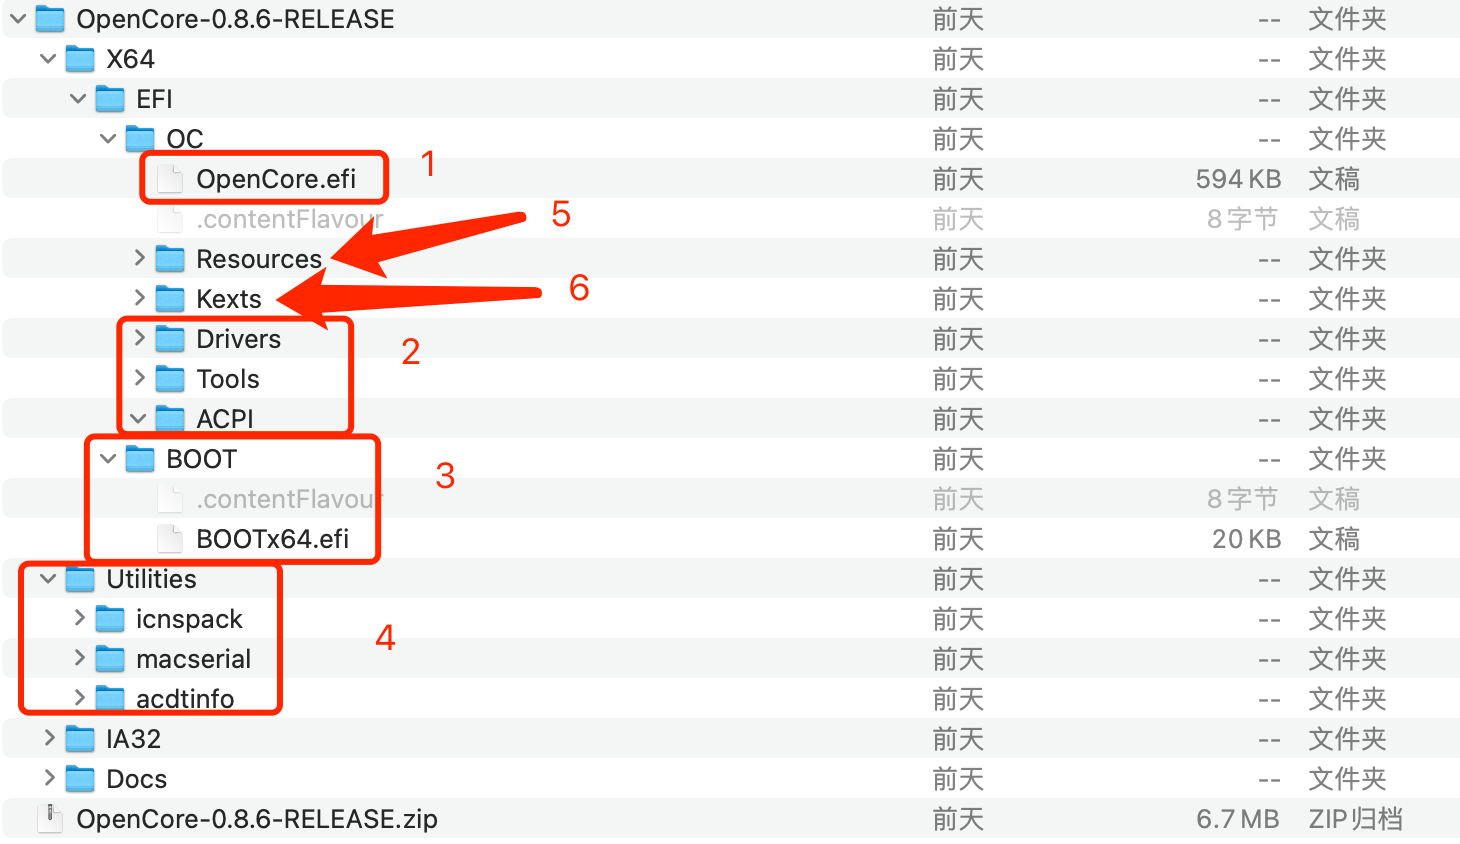 OpenCore-0.8.6-RELEASE 前天 -- 文件夹
X64 前天 -- 文件夹
EFI 前天 -- 文件夹
OC 前天 -- 文件夹
OpenCore.efi 1 前天 594 KB 文稿
.contentFlavour 5 前天 8 字节 文稿
Resources 前天 -- 文件夹
Kexts 6 前天 -- 文件夹
Drivers 2 前天 -- 文件夹
Tools 前天 -- 文件夹
ACPI 前天 -- 文件夹
BOOT 3 前天 -- 文件夹
.contentFlavour 前天 8 字节 文稿
BOOTx64.efi 前天 20 KB 文稿
Utilities 前天 -- 文件夹
icnspack 4 前天 -- 文件夹
macserial 前天 -- 文件夹
acdtinfo 前天 -- 文件夹
IA32 前天 -- 文件夹
Docs 前天 -- 文件夹
OpenCore-0.8.6-RELEASE.zip 前天 6.7 MB ZIP归档